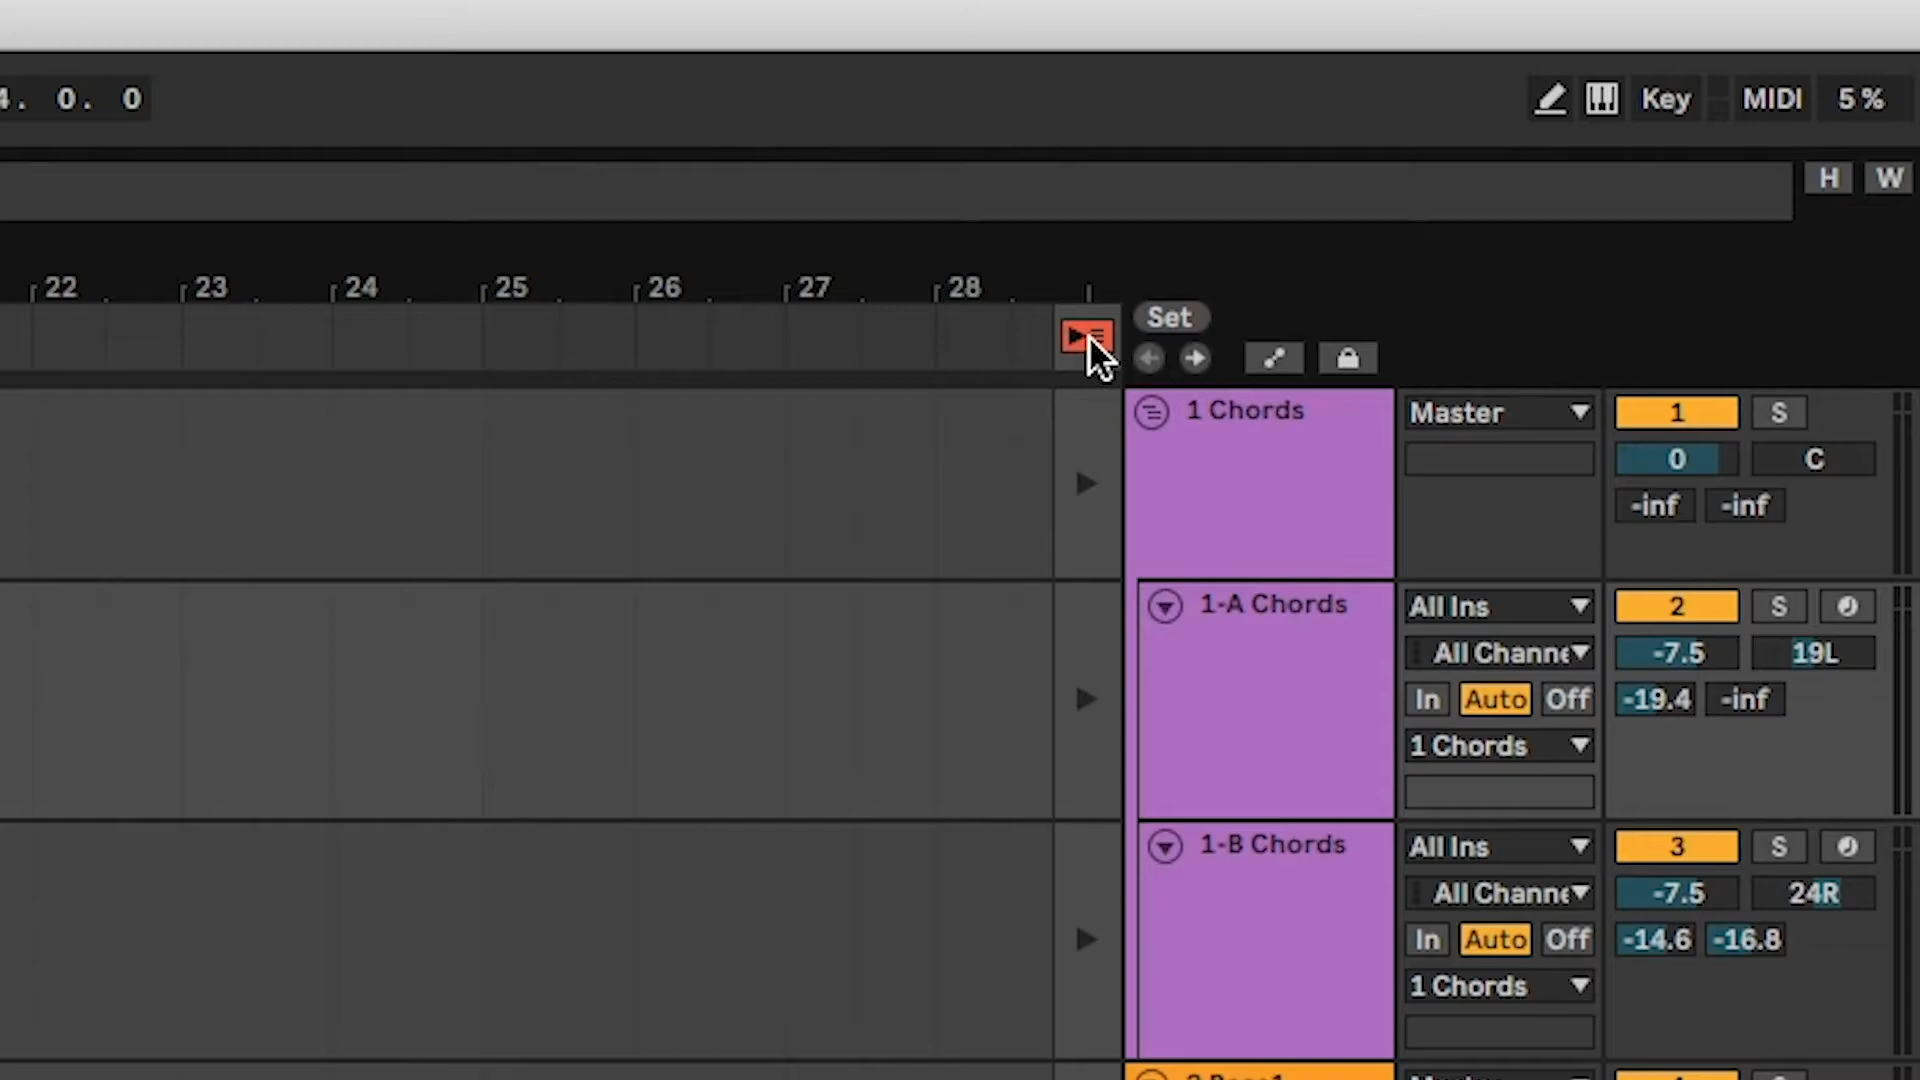 4. 0. 0
Key MIDI 5 %
H W
22 23 24 25 26 27 28
Set
1 Chords Master 1 S
0 C
-inf -inf
1-A Chords All Ins 2 S
All Channe -7.5 19L
In Auto Off -19.4 -inf
1 Chords
1-B Chords All Ins 3 S
All Channe -7.5 24R
In Auto Off -14.6 -16.8
1 Chords